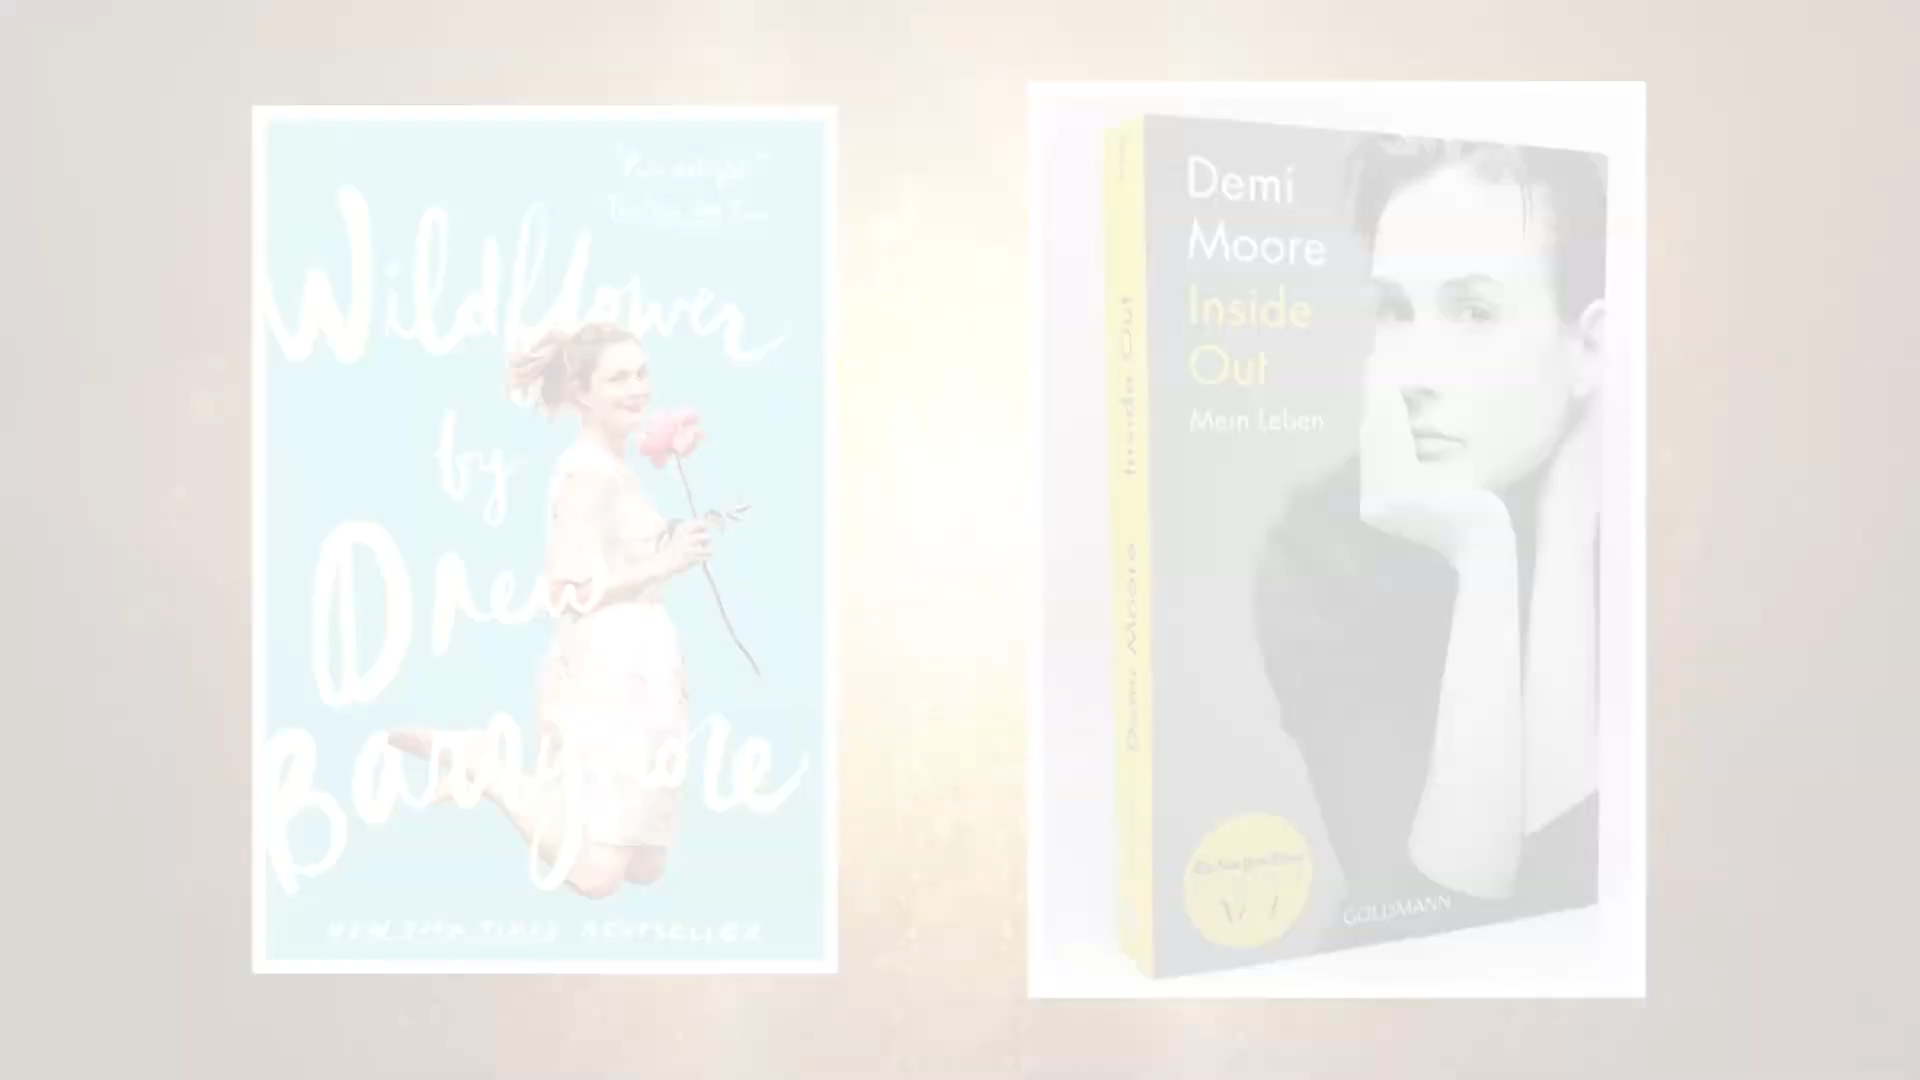 Wildflower
by
Drew
Barrymore
NEW YORK TIMES BESTSELLER
Demi
Moore
Inside
Out
Mein Leben
GOLDMANN
Demi Moore Inside Out